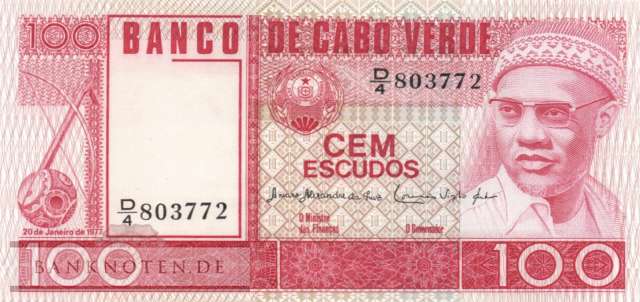 100
BANCO DE CABO VERDE
D/4 803772
CEM
ESCUDOS
D/4 803772
O Ministro
das Finanças
O Governador
20 de Janeiro de 1977
100
100
BANKNOTEN.DE